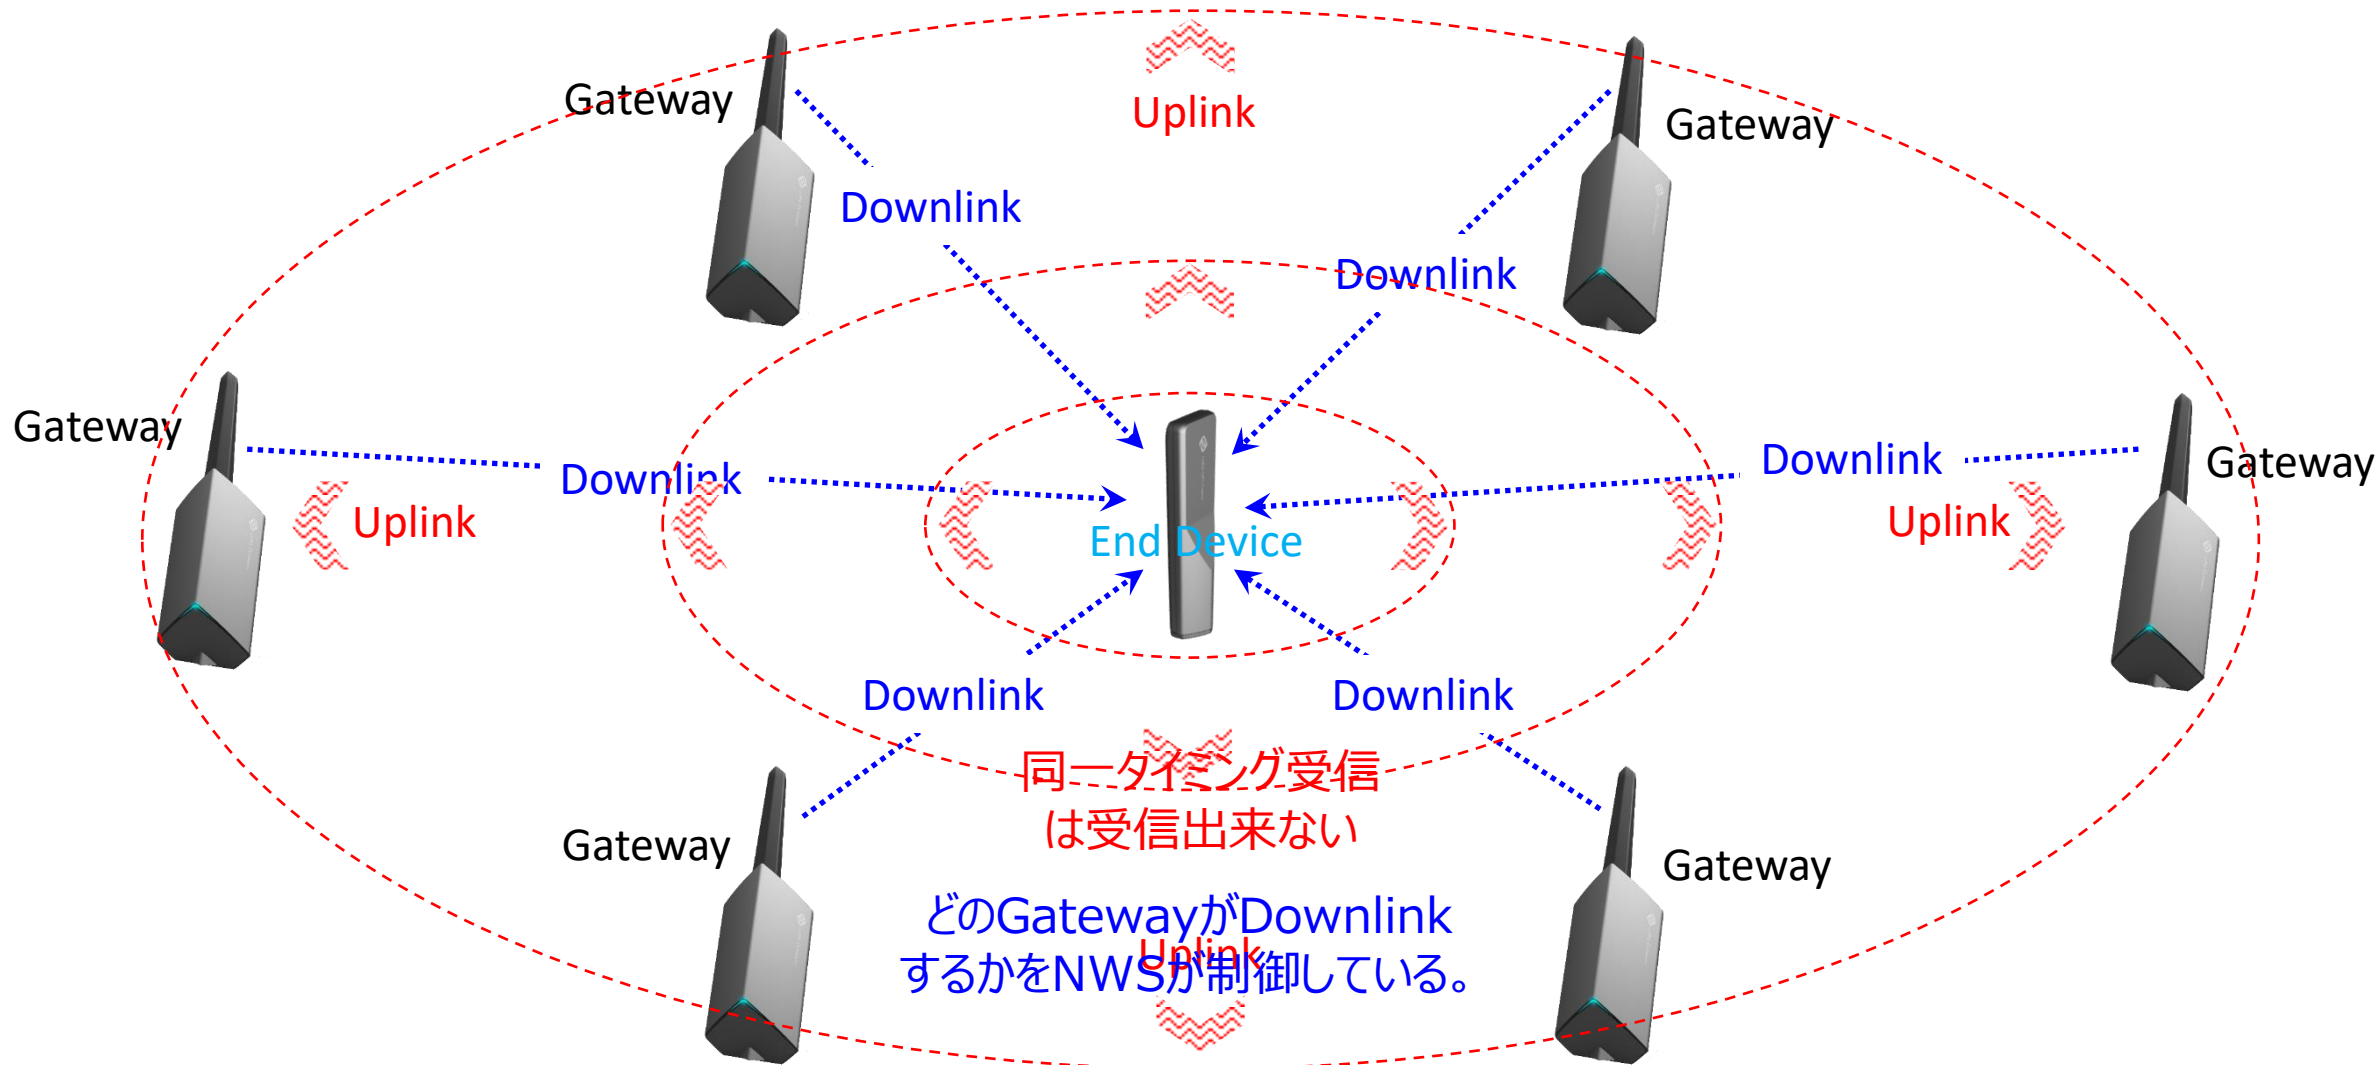 Gateway
Uplink
Gateway
Downlink
Downlink
Gateway
Downlink
Uplink
End Device
Downlink
Uplink
Gateway
Downlink
Downlink
同一タイミング受信
は受信出来ない
Gateway
Gateway
どのGatewayがDownlink
Uplink
するかをNWSが制御している。